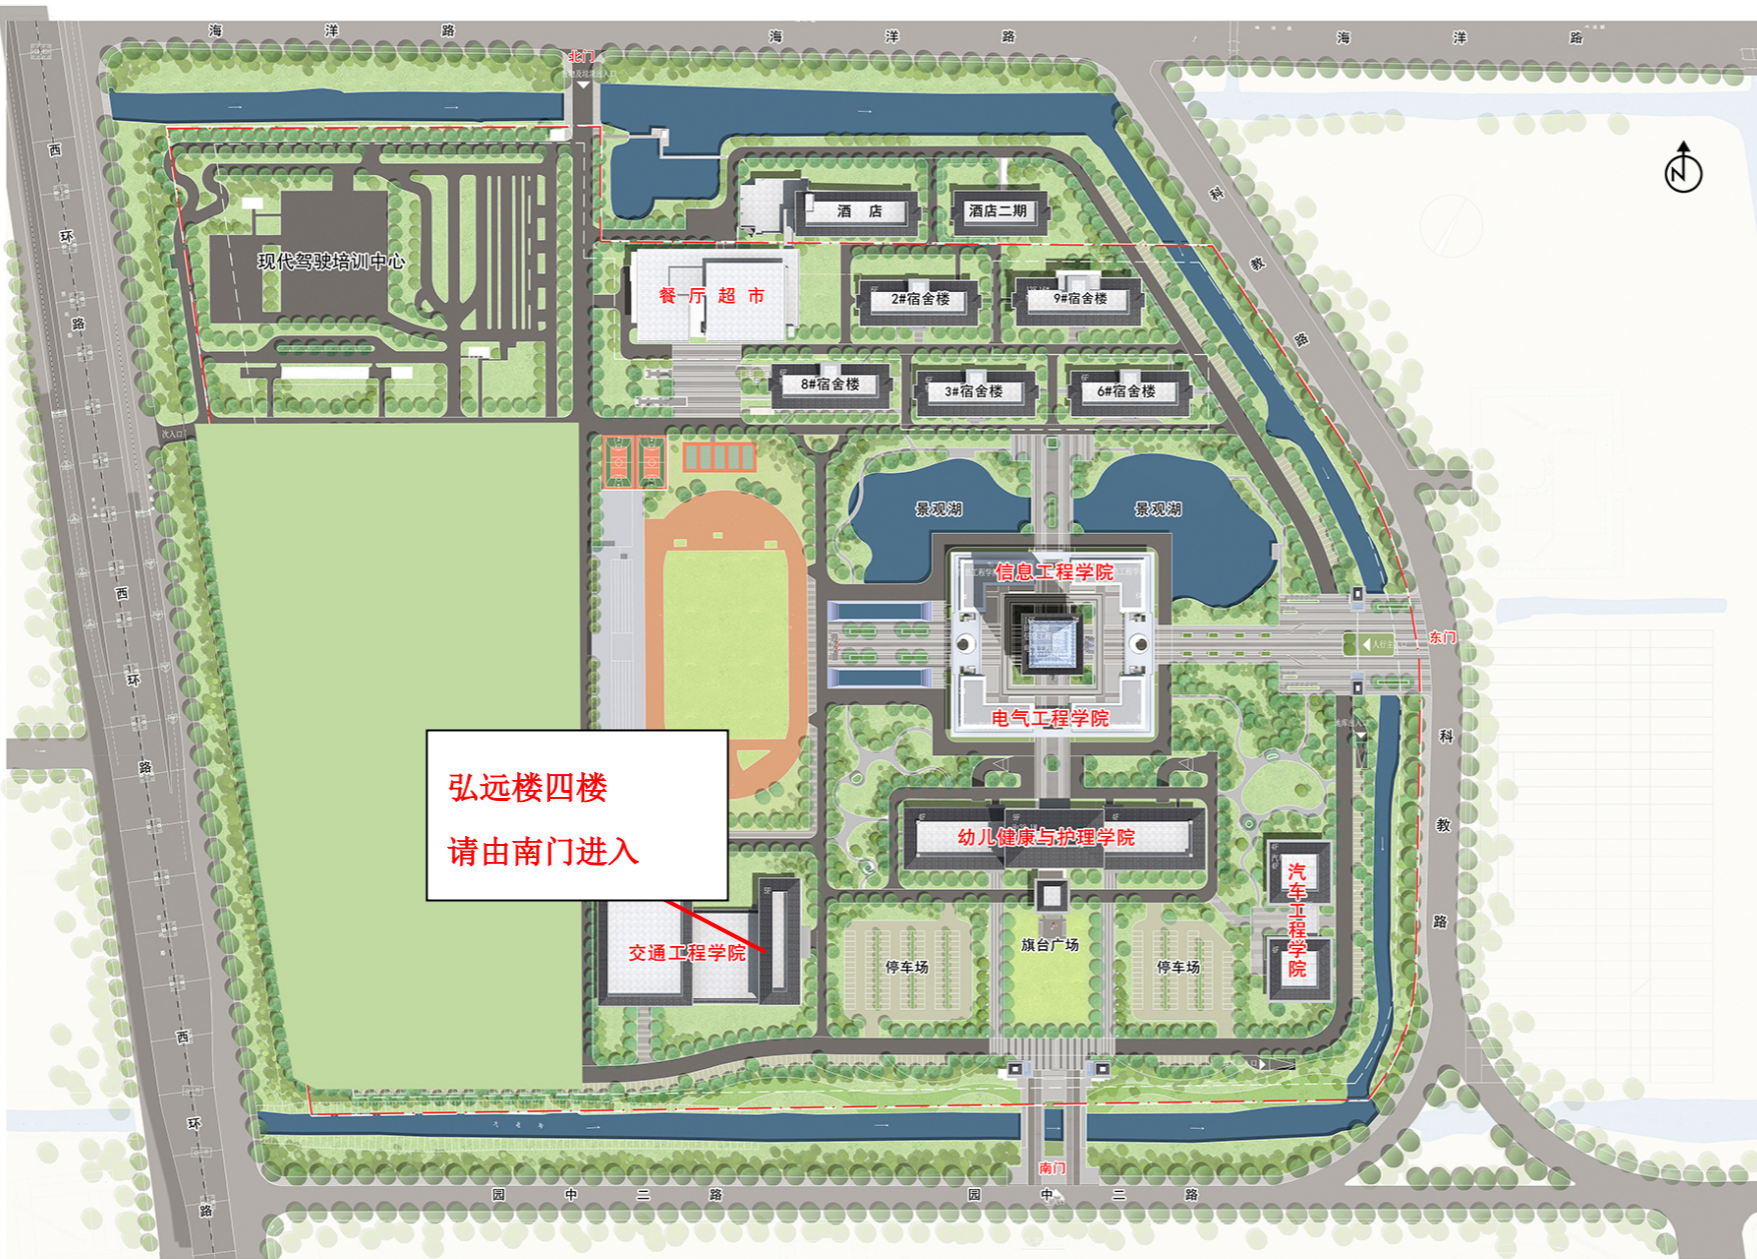 海洋路
海洋路
海洋路
北门
西环路
科教路
N
酒店
酒店二期
现代驾驶培训中心
餐厅超市
2#宿舍楼
9#宿舍楼
8#宿舍楼
3#宿舍楼
6#宿舍楼
次入口
景观湖
景观湖
信息工程学院
西环路
东门
人行主
电气工程学院
科教路
弘远楼四楼
请由南门进入
幼儿健康与护理学院
汽车工程学院
交通工程学院
旗台广场
停车场
停车场
西环路
南门
园中二路
园中二路